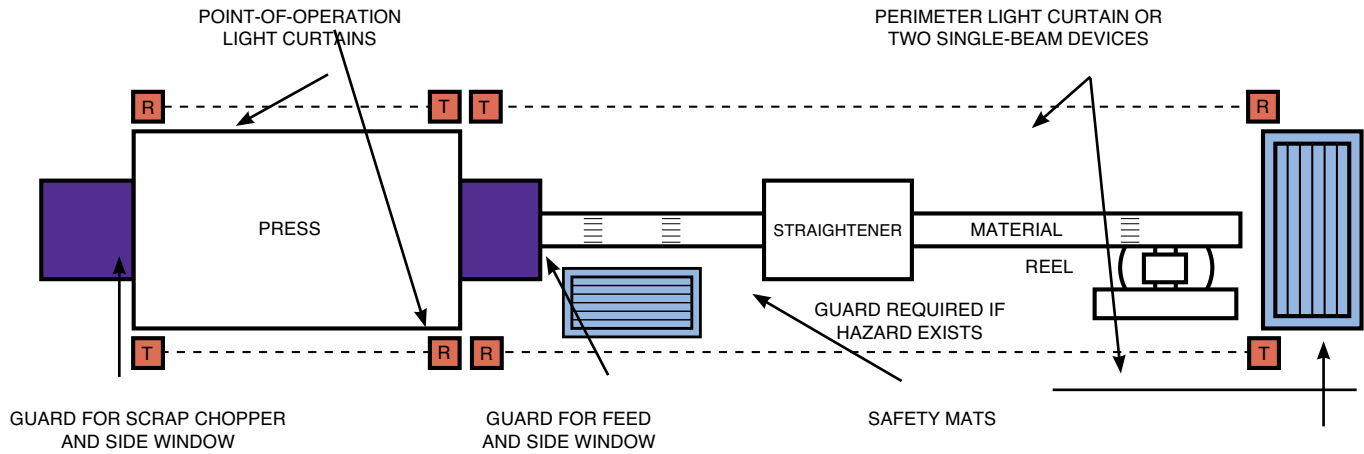 POINT-OF-OPERATION
LIGHT CURTAINS
PERIMETER LIGHT CURTAIN OR
TWO SINGLE-BEAM DEVICES
R
T
T
R
PRESS
STRAIGHTENER
MATERIAL
REEL
GUARD REQUIRED IF
HAZARD EXISTS
T
R
R
T
GUARD FOR SCRAP CHOPPER
AND SIDE WINDOW
GUARD FOR FEED
AND SIDE WINDOW
SAFETY MATS